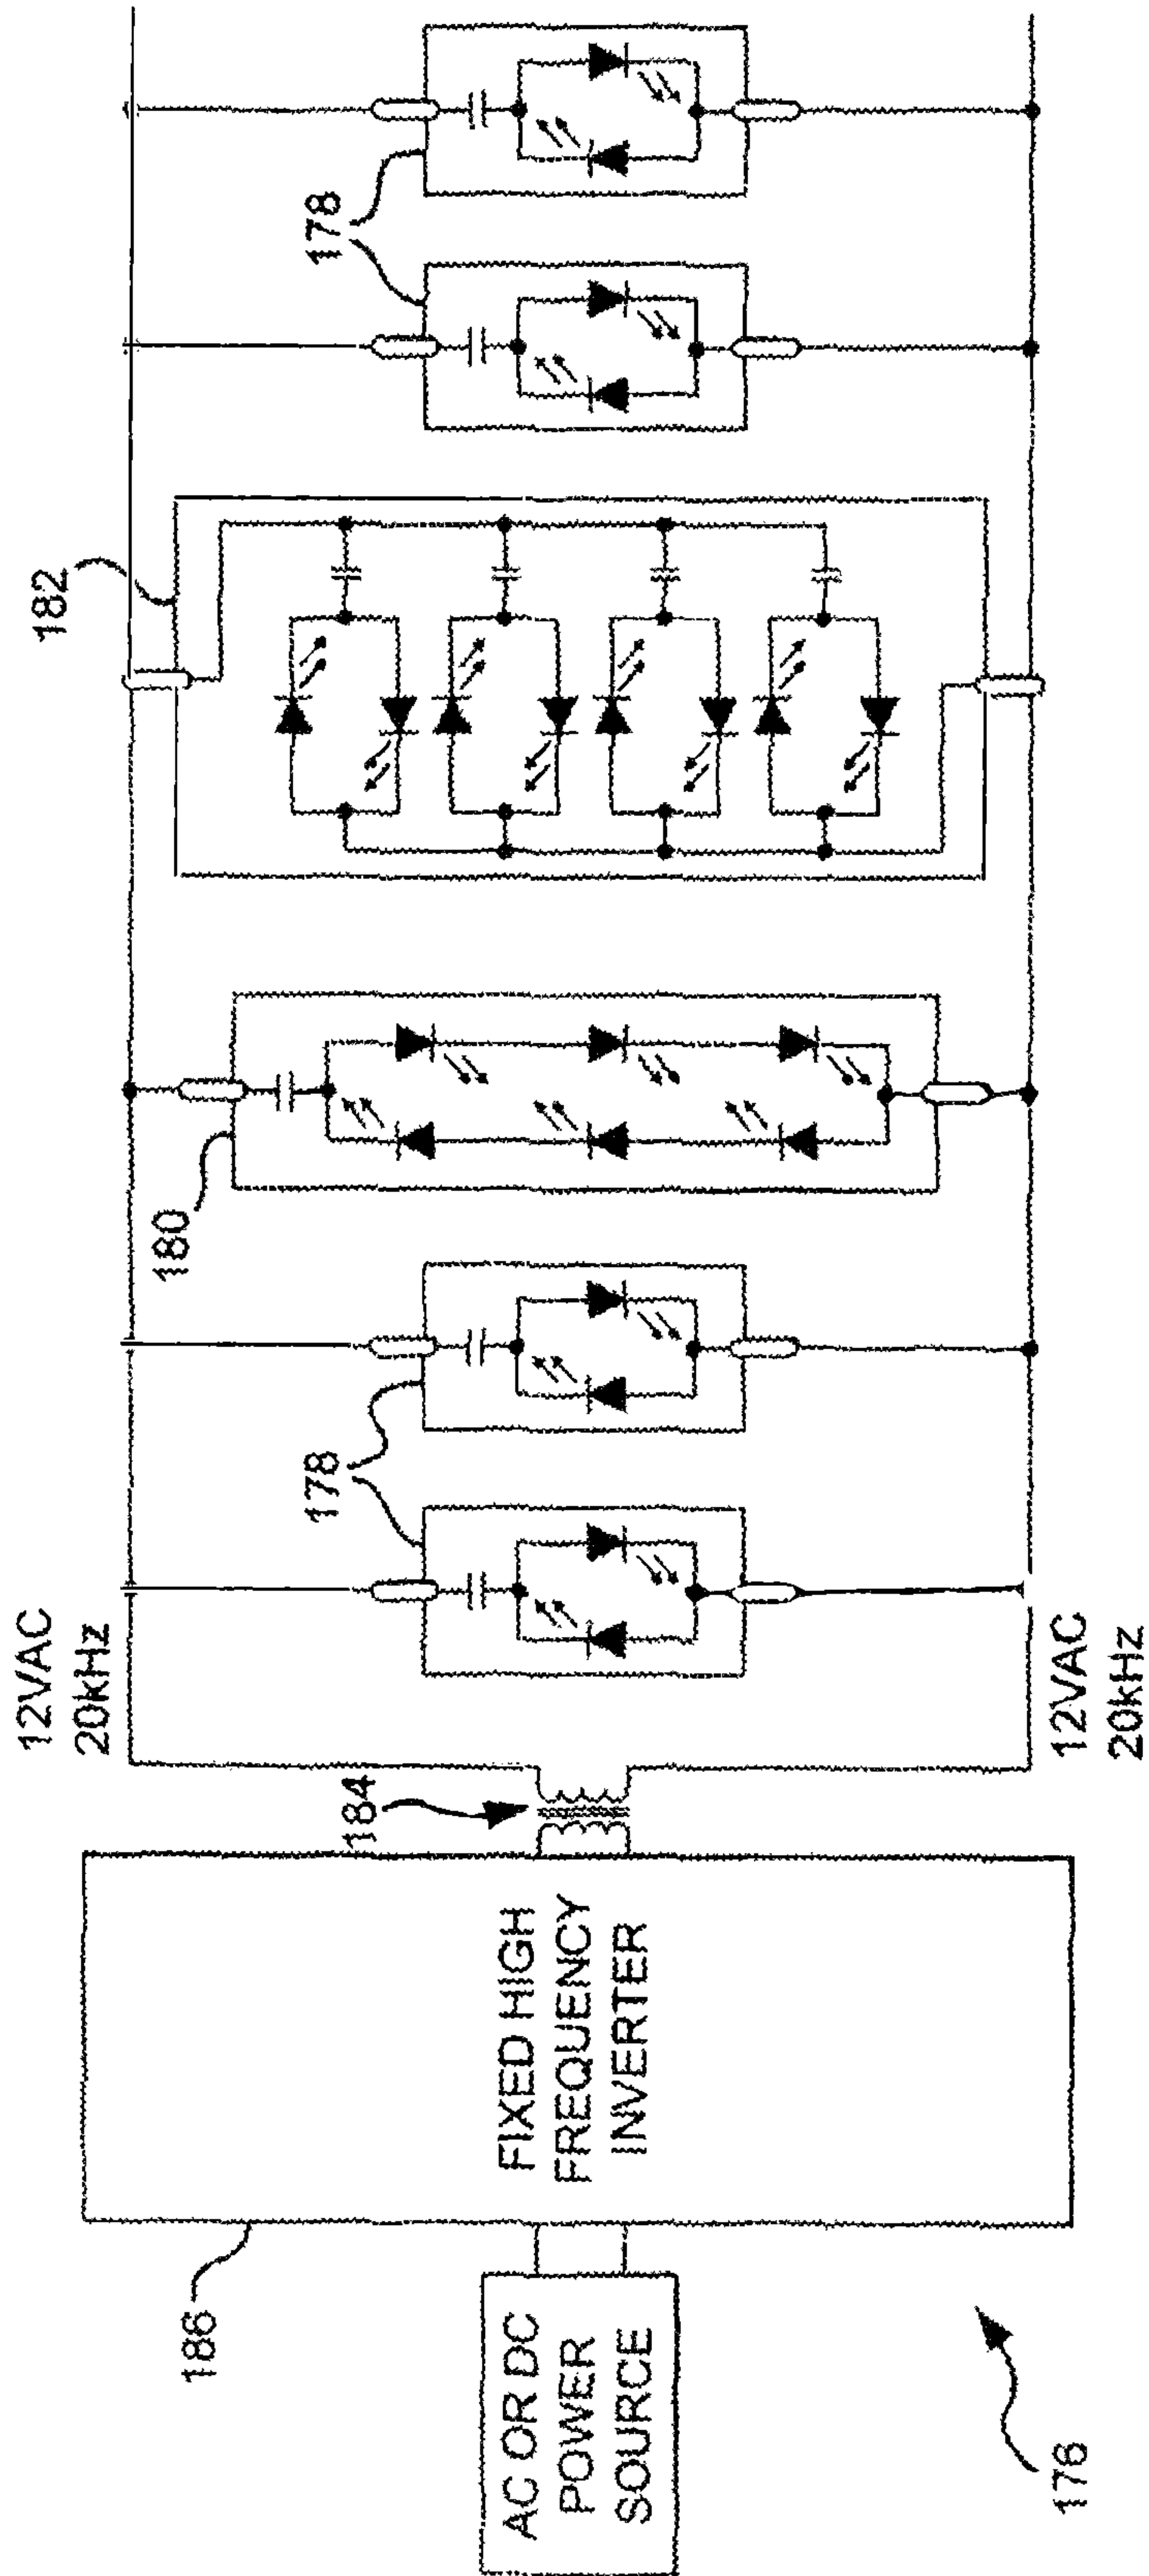 12VAC
20kHz
182
180
186
178
178
184
AC OR DC
POWER
SOURCE
FIXED HIGH
FREQUENCY
INVERTER
12VAC
20kHz
176